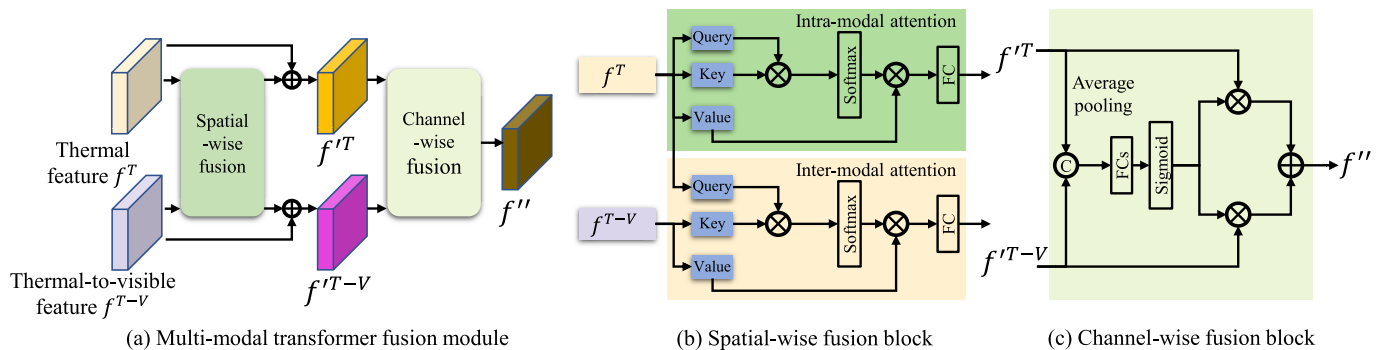 Thermal
feature f^T
Thermal-to-visible
feature f^{T-V}
Spatial
-wise
fusion
f'^T
f'^{T-V}
Channel
-wise
fusion
f''
(a) Multi-modal transformer fusion module
f^T
f^{T-V}
Intra-modal attention
Query
Key
Value
Softmax
FC
Inter-modal attention
Query
Key
Value
Softmax
FC
(b) Spatial-wise fusion block
f'^T
f'^{T-V}
Average
pooling
C
FCs
Sigmoid
f''
(c) Channel-wise fusion block